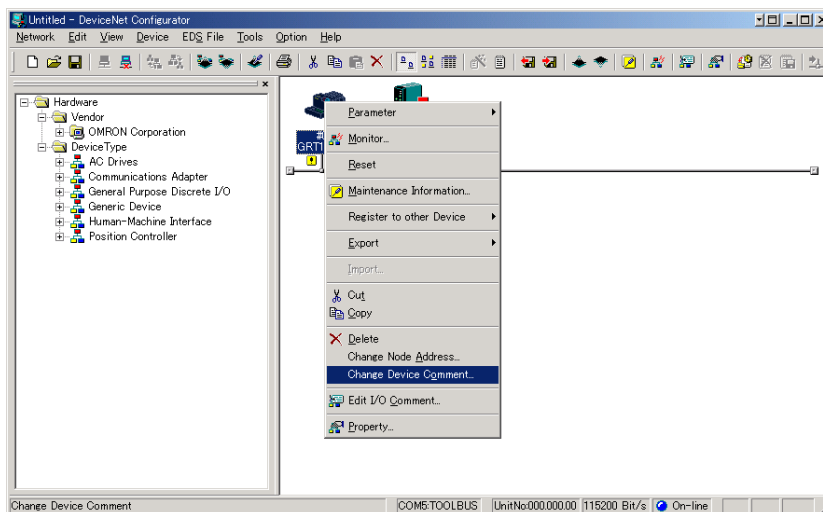 Untitled - DeviceNet Configurator
Network Edit View Device EDS File Tools Option Help
Hardware
Vendor
OMRON Corporation
DeviceType
AC Drives
Communications Adapter
General Purpose Discrete I/O
Generic Device
Human-Machine Interface
Position Controller
#
GRT1
Parameter
Monitor...
Reset
Maintenance Information...
Register to other Device
Export
Import...
Cut
Copy
Delete
Change Node Address...
Change Device Comment...
Edit I/O Comment...
Property...
Change Device Comment COM5:TOOLBUS UnitNo:000.000.00 115200 Bit/s On-line